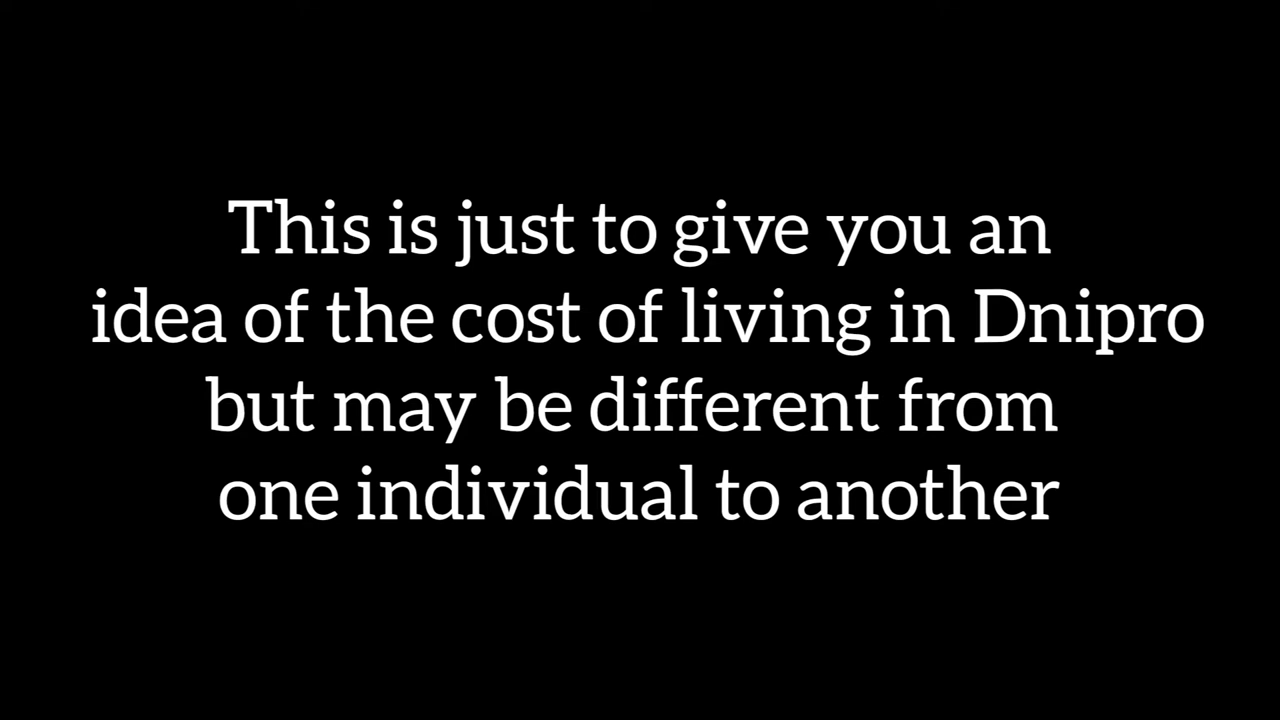 This is just to give you an
idea of the cost of living in Dnipro
but may be different from
one individual to another